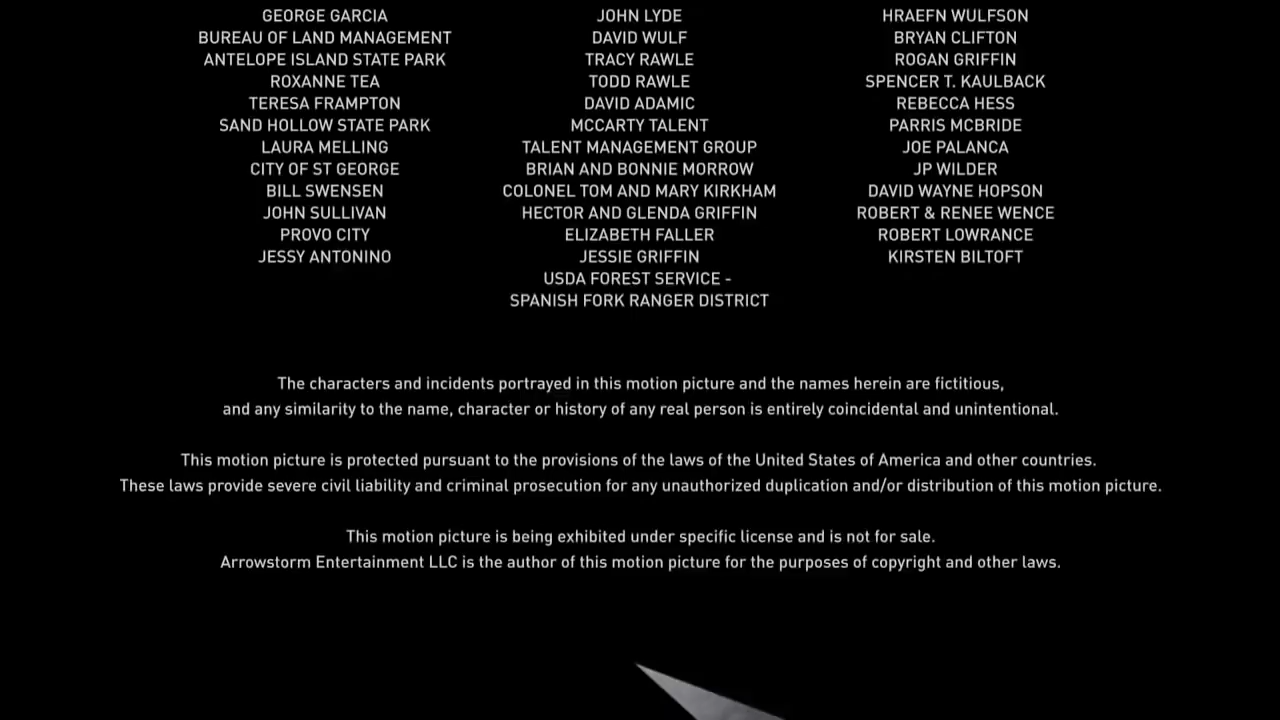 GEORGE GARCIA
BUREAU OF LAND MANAGEMENT
ANTELOPE ISLAND STATE PARK
ROXANNE TEA
TERESA FRAMPTON
SAND HOLLOW STATE PARK
LAURA MELLING
CITY OF ST GEORGE
BILL SWENSEN
JOHN SULLIVAN
PROVO CITY
JESSY ANTONINO
JOHN LYDE
DAVID WULF
TRACY RAWLE
TODD RAWLE
DAVID ADAMIC
MCCARTY TALENT
TALENT MANAGEMENT GROUP
BRIAN AND BONNIE MORROW
COLONEL TOM AND MARY KIRKHAM
HECTOR AND GLENDA GRIFFIN
ELIZABETH FALLER
JESSIE GRIFFIN
USDA FOREST SERVICE -
SPANISH FORK RANGER DISTRICT
HRAEFN WULFSON
BRYAN CLIFTON
ROGAN GRIFFIN
SPENCER T. KAULBACK
REBECCA HESS
PARRIS MCBRIDE
JOE PALANCA
JP WILDER
DAVID WAYNE HOPSON
ROBERT & RENEE WENCE
ROBERT LOWRANCE
KIRSTEN BILTOFT
The characters and incidents portrayed in this motion picture and the names herein are fictitious,
and any similarity to the name, character or history of any real person is entirely coincidental and unintentional.
This motion picture is protected pursuant to the provisions of the laws of the United States of America and other countries.
These laws provide severe civil liability and criminal prosecution for any unauthorized duplication and/or distribution of this motion picture.
This motion picture is being exhibited under specific license and is not for sale.
Arrowstorm Entertainment LLC is the author of this motion picture for the purposes of copyright and other laws.